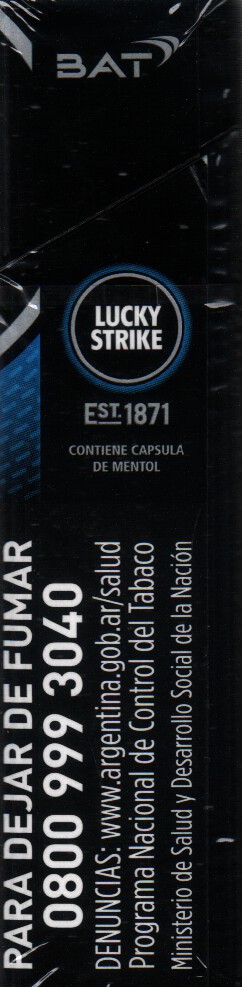 BAT
LUCKY
STRIKE
EST. 1871
CONTIENE CAPSULA
DE MENTOL
PARA DEJAR DE FUMAR
0800 999 3040
DENUNCIAS: www.argentina.gob.ar/salud
Programa Nacional de Control del Tabaco
Ministerio de Salud y Desarrollo Social de la Nación